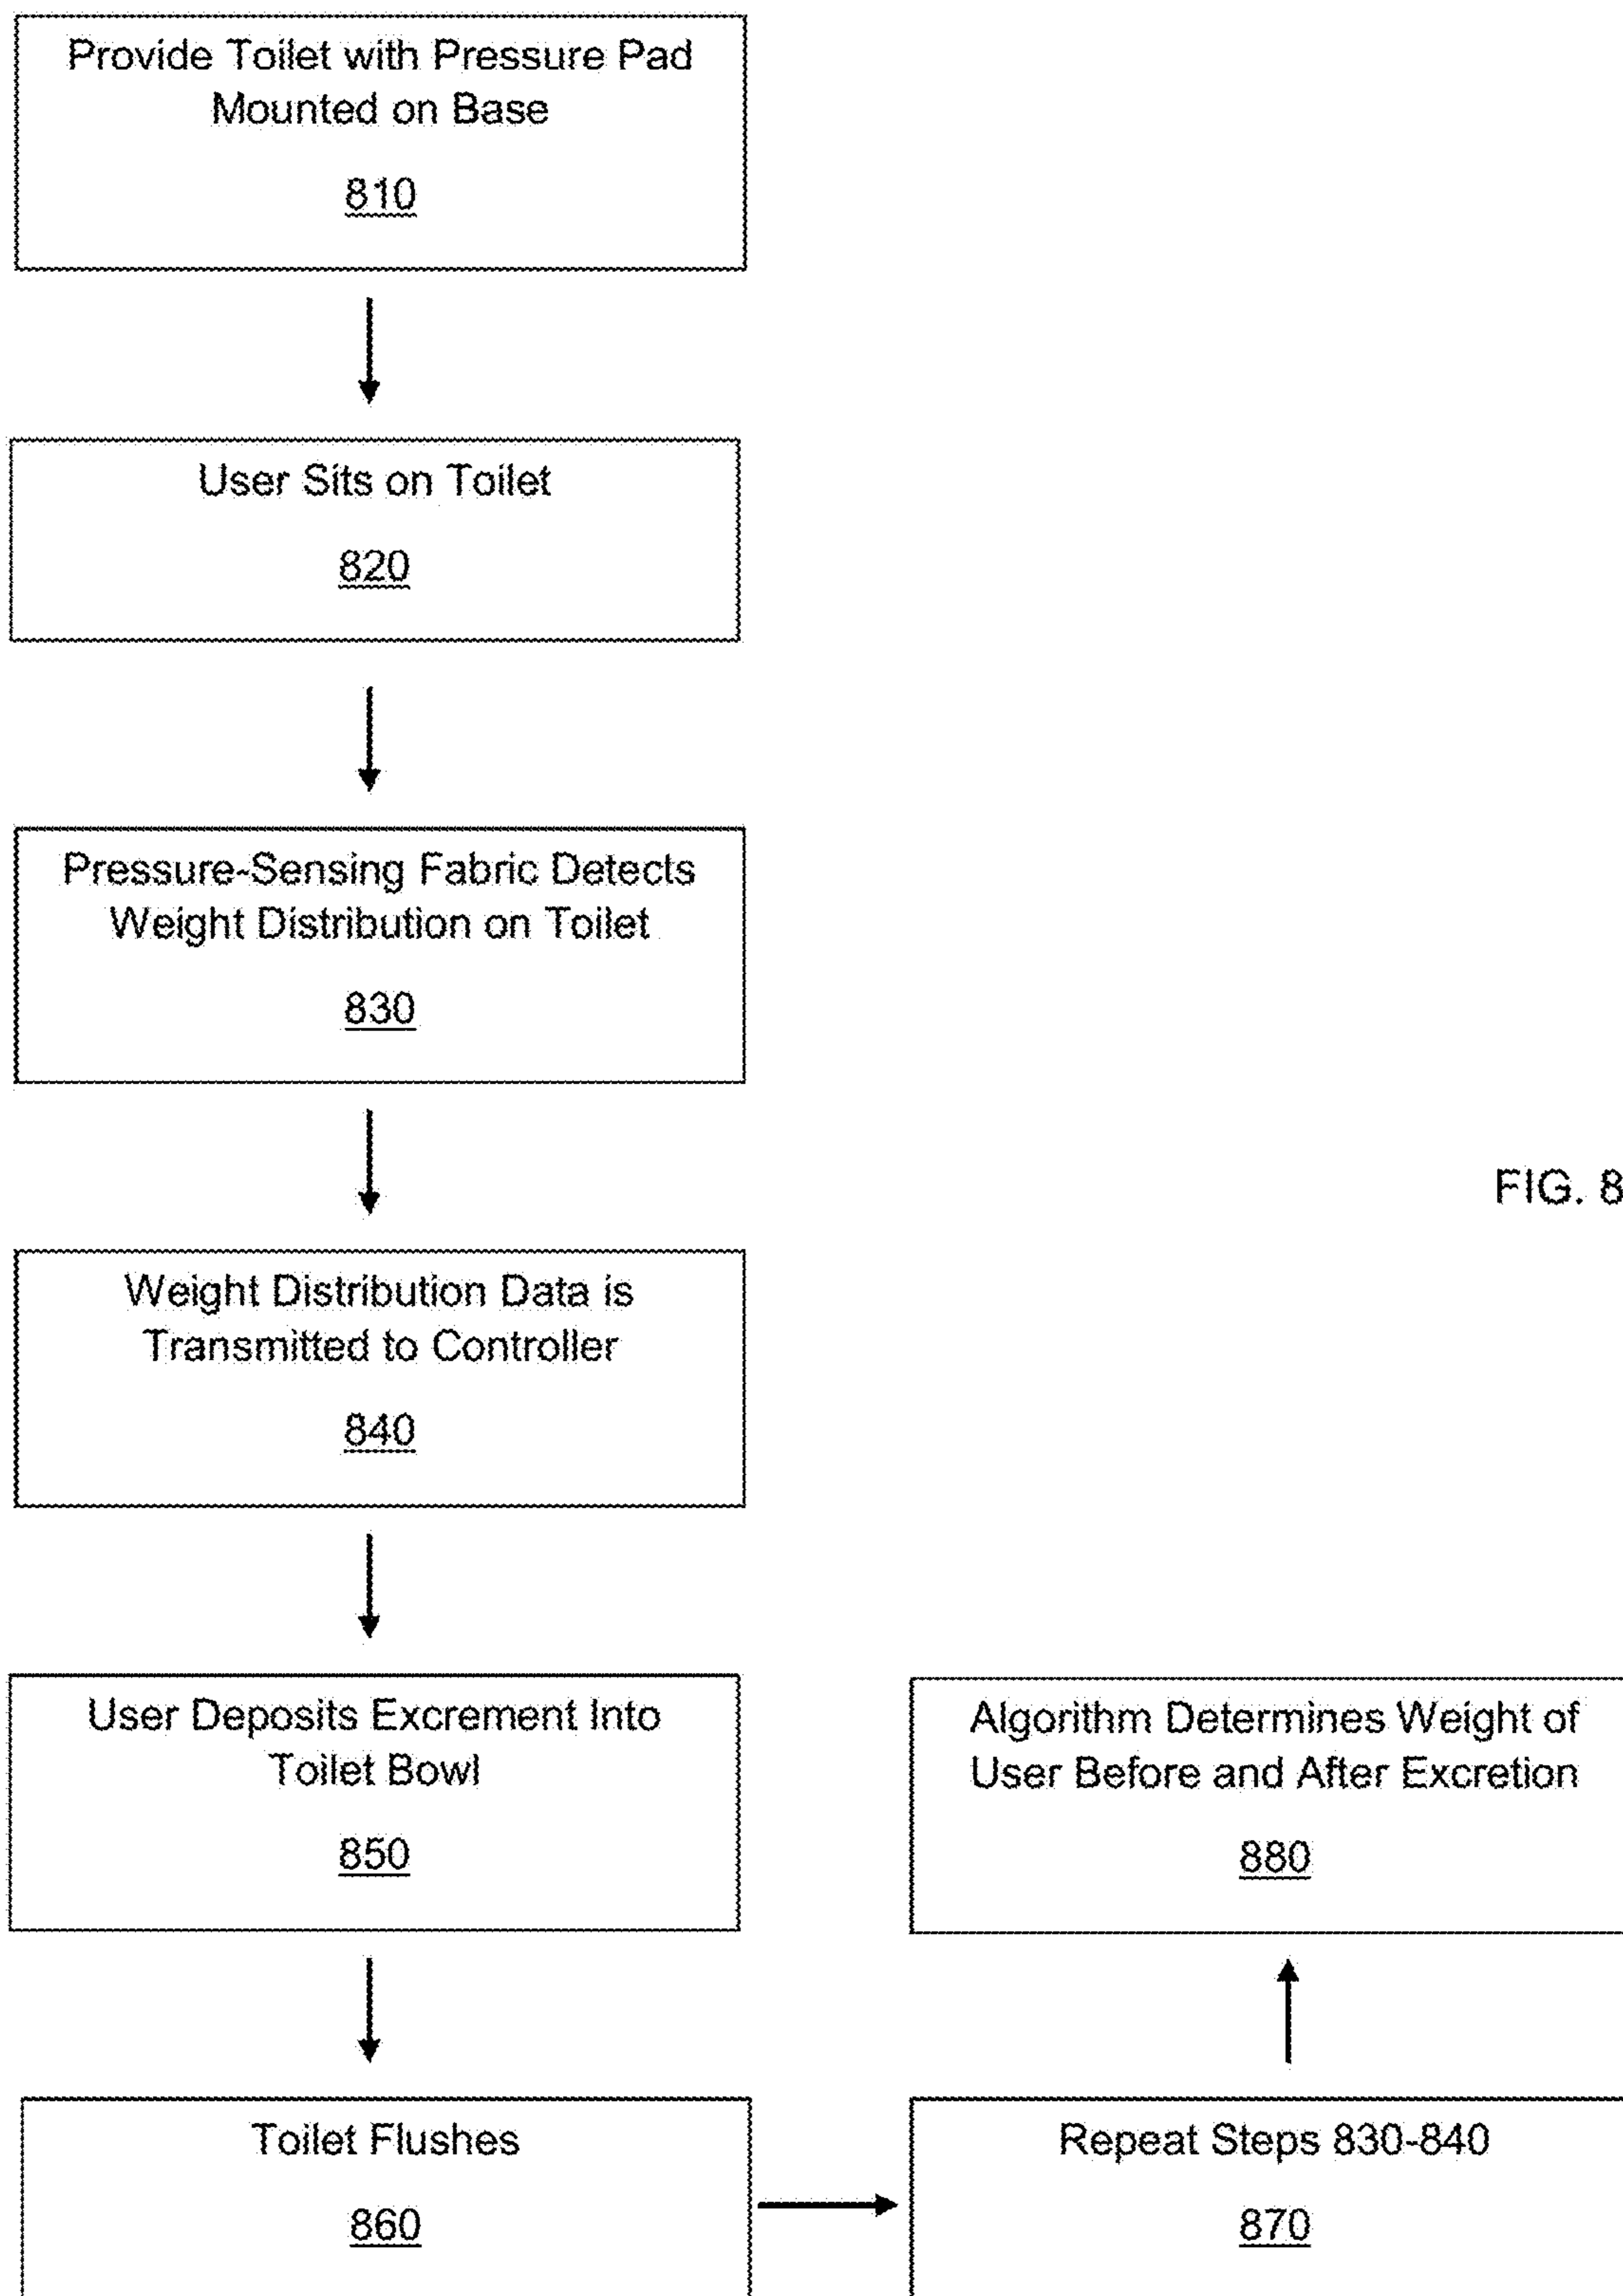 Provide Toilet with Pressure Pad
Mounted on Base
810
User Sits on Toilet
820
Pressure-Sensing Fabric Detects
Weight Distribution on Toilet
830
Weight Distribution Data is
Transmitted to Controller
840
FIG. 8
User Deposits Excrement Into
Toilet Bowl
850
Toilet Flushes
860
Repeat Steps 830-840
870
Algorithm Determines Weight of
User Before and After Excretion
880